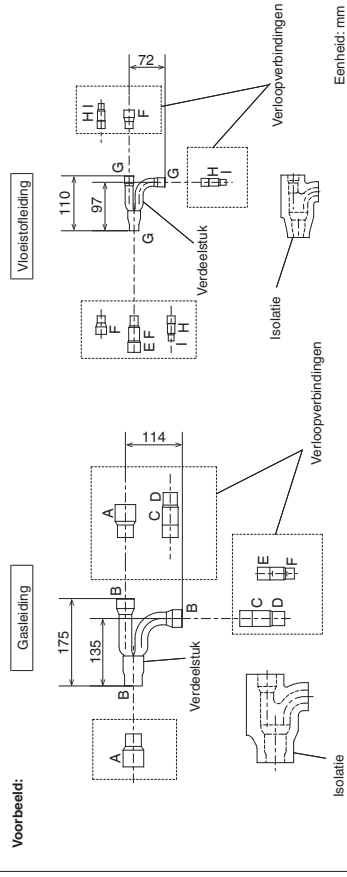 Voorbeeld:
Gasleiding
175
135
114
B
B
B
A
A
C D
C
D
E
F
Verdeelstuk
Verloopverbindingen
Isolatie
Vloeistofleiding
110
97
72
G
G
G
F
E F
I H
H I
F
H
I
Verdeelstuk
Verloopverbindingen
Isolatie
Eenheid: mm